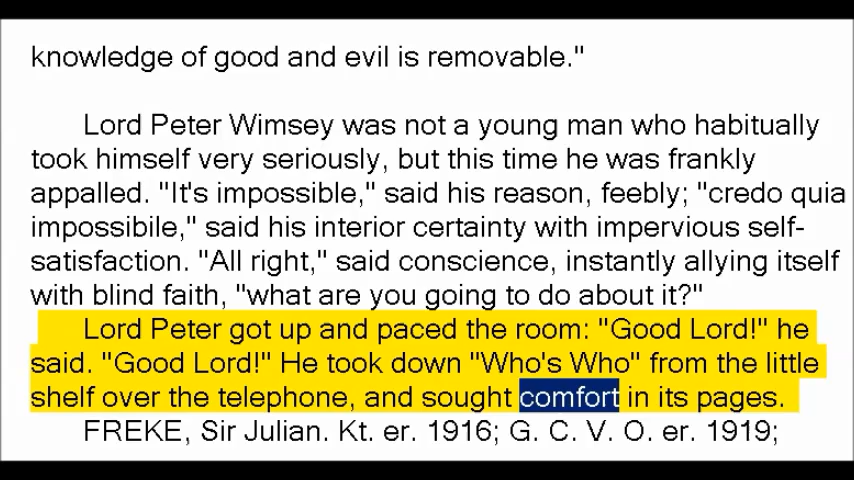 knowledge of good and evil is removable."
Lord Peter Wimsey was not a young man who habitually
took himself very seriously, but this time he was frankly
appalled. "It's impossible," said his reason, feebly; "credo quia
impossibile," said his interior certainty with impervious self-
satisfaction. "All right," said conscience, instantly allying itself
with blind faith, "what are you going to do about it?"
Lord Peter got up and paced the room: "Good Lord!" he
said. "Good Lord!" He took down "Who's Who" from the little
shelf over the telephone, and sought comfort in its pages.
FREKE, Sir Julian. Kt. er. 1916; G. C. V. O. er. 1919;